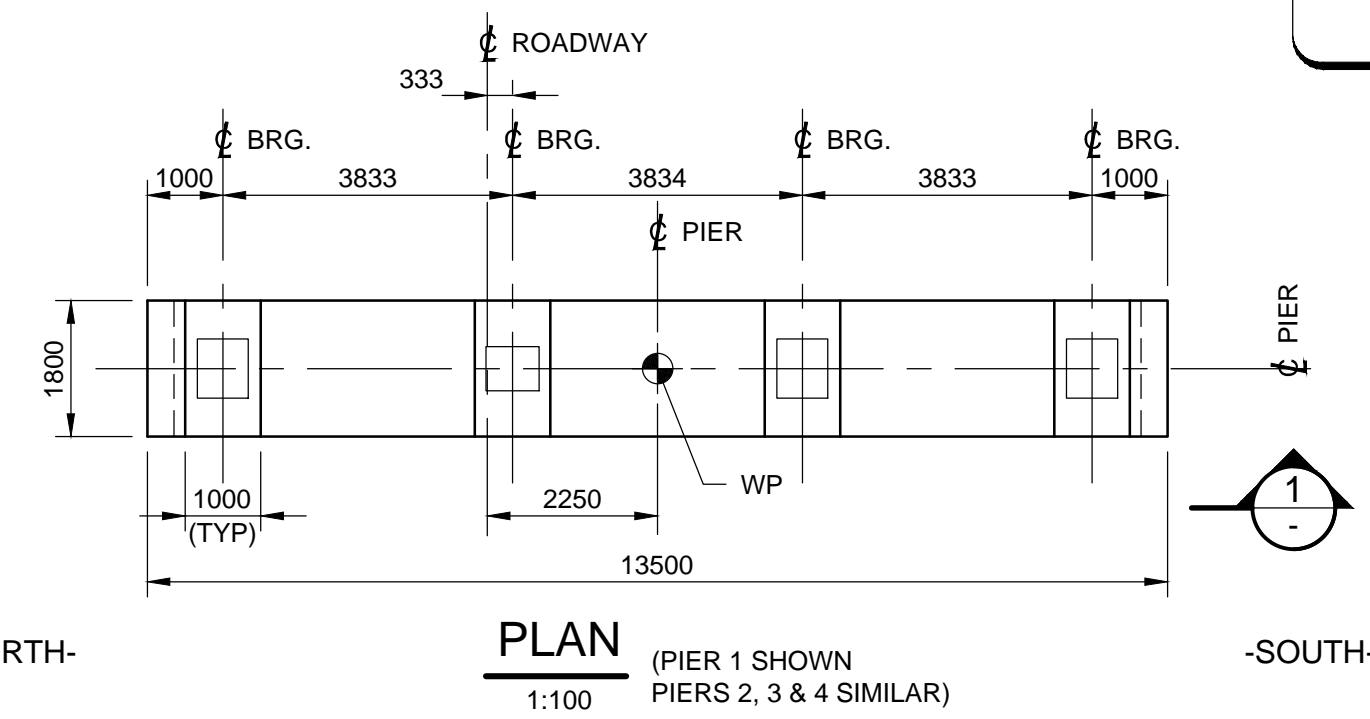 ℄ ROADWAY
333
℄ BRG.
℄ BRG.
℄ BRG.
℄ BRG.
1000
3833
3834
3833
1000
℄ PIER
℄ PIER
1800
WP
1000
(TYP)
2250
1
-
13500
RTH-
PLAN
1:100
(PIER 1 SHOWN
PIERS 2, 3 & 4 SIMILAR)
-SOUTH-